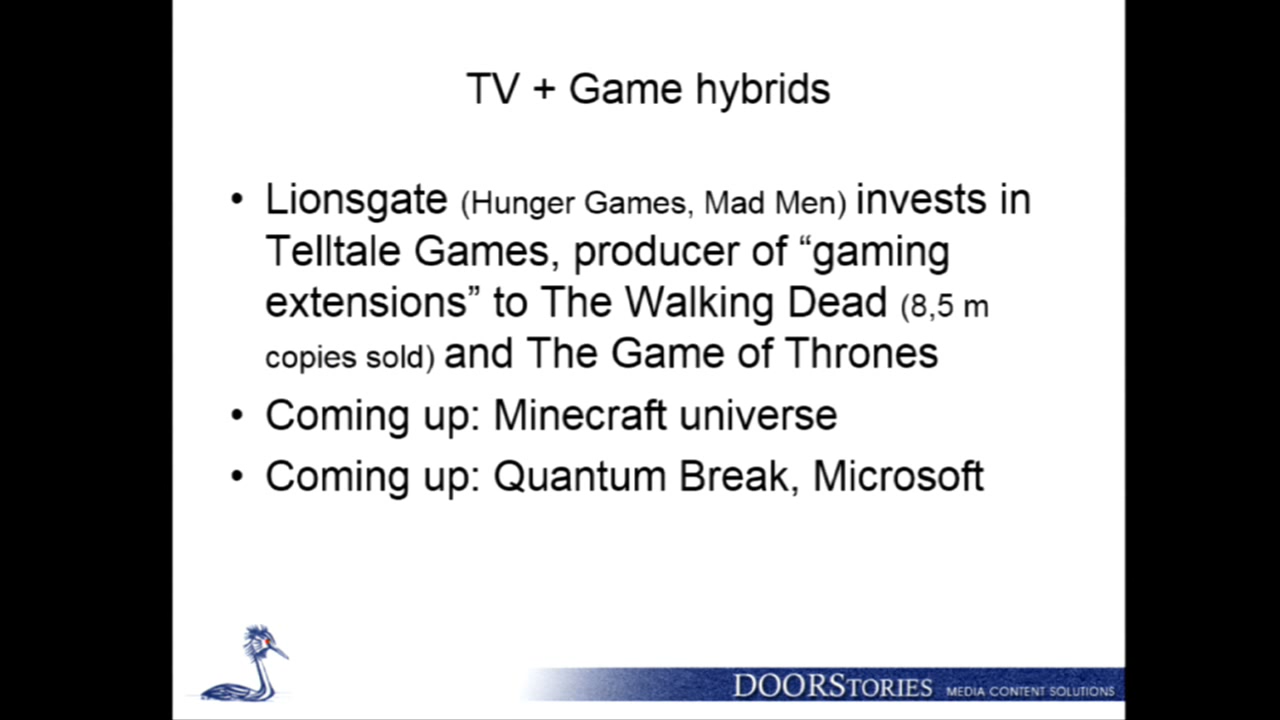 TV + Game hybrids
• Lionsgate (Hunger Games, Mad Men) invests in
Telltale Games, producer of “gaming
extensions” to The Walking Dead (8,5 m
copies sold) and The Game of Thrones
• Coming up: Minecraft universe
• Coming up: Quantum Break, Microsoft
DOORSTORIES MEDIA CONTENT SOLUTIONS